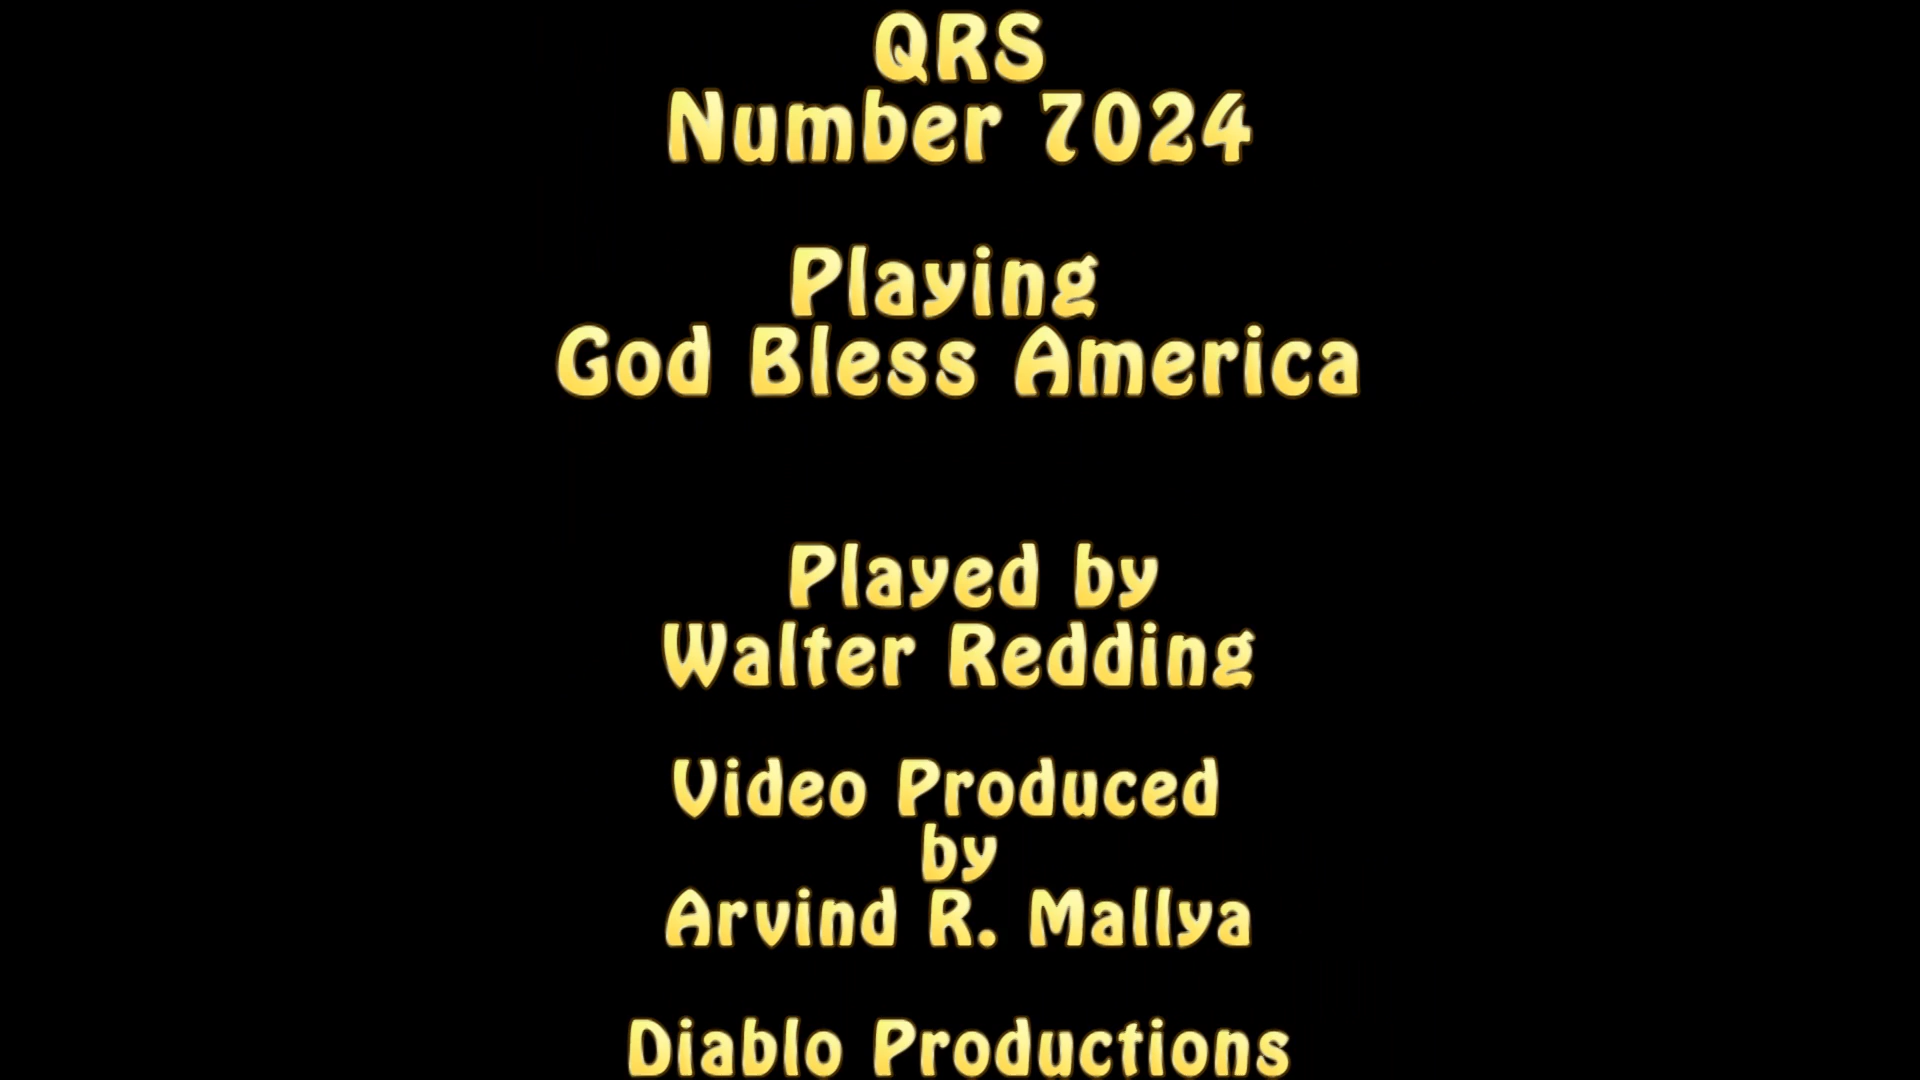 QRS
Number 7024
Playing
God Bless America
Played by
Walter Redding
Video Produced
by
Arvind R. Mallya
Diablo Productions